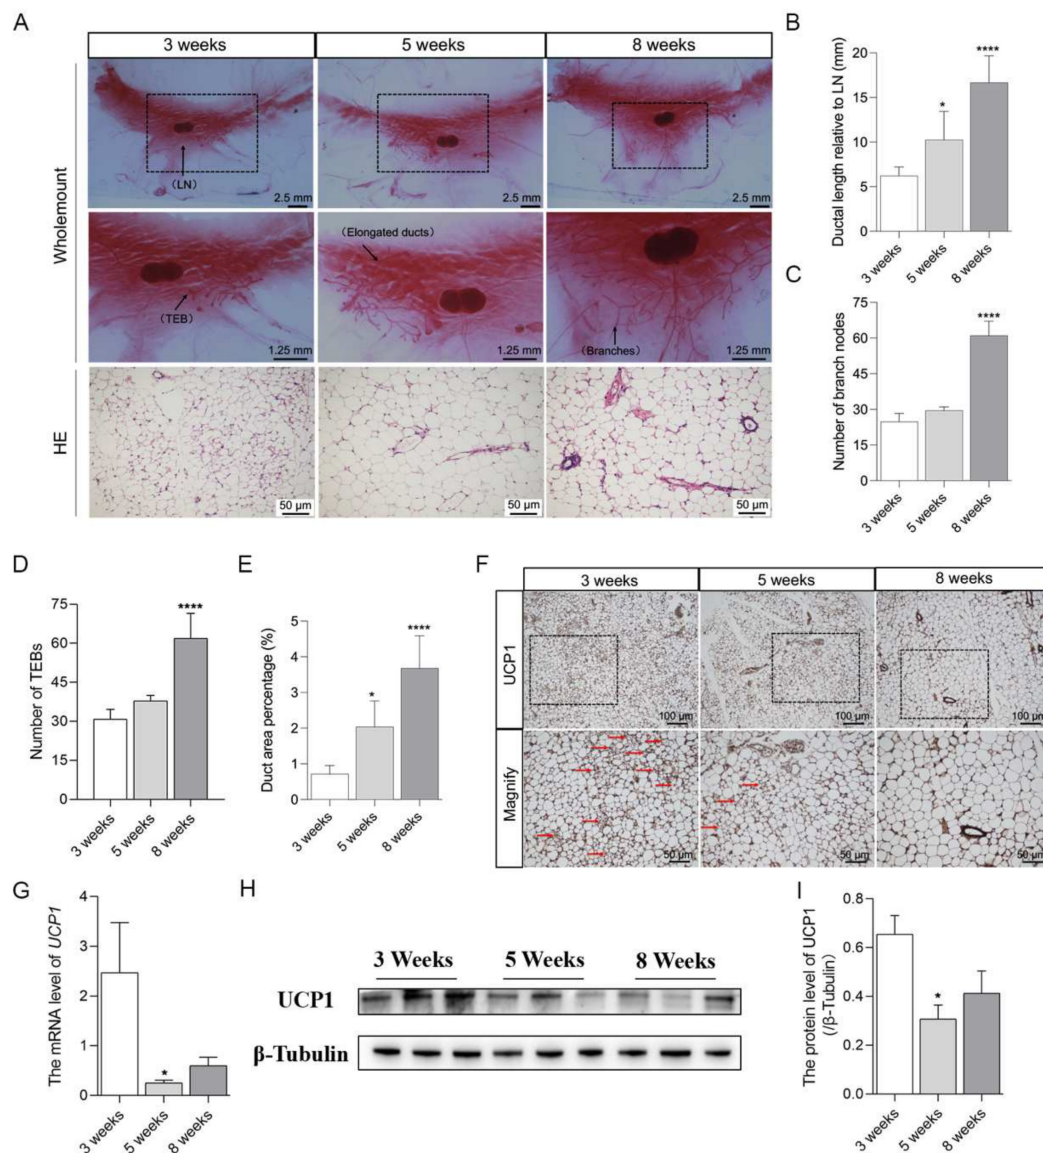 A
3 weeks
5 weeks
8 weeks
Wholemount
(LN)
2.5 mm
2.5 mm
2.5 mm
(TEB)
1.25 mm
(Elongated ducts)
1.25 mm
(Branches)
1.25 mm
HE
50 μm
50 μm
50 μm
B
Ductal length relative to LN (mm)
20
15
10
5
0
*
****
3 weeks
5 weeks
8 weeks
C
Number of branch nodes
75
60
45
30
15
0
****
3 weeks
5 weeks
8 weeks
D
Number of TEBs
75
60
45
30
15
0
****
3 weeks
5 weeks
8 weeks
E
Duct area percentage (%)
5
4
3
2
1
0
*
****
3 weeks
5 weeks
8 weeks
F
3 weeks
5 weeks
8 weeks
UCP1
100 μm
100 μm
100 μm
Magnify
50 μm
50 μm
50 μm
G
The mRNA level of UCP1
4
3
2
1
0
*
3 weeks
5 weeks
8 weeks
H
3 Weeks
5 Weeks
8 Weeks
UCP1
β-Tubulin
I
The protein level of UCP1
(/β-Tubulin)
0.8
0.6
0.4
0.2
0.0
*
3 weeks
5 weeks
8 weeks